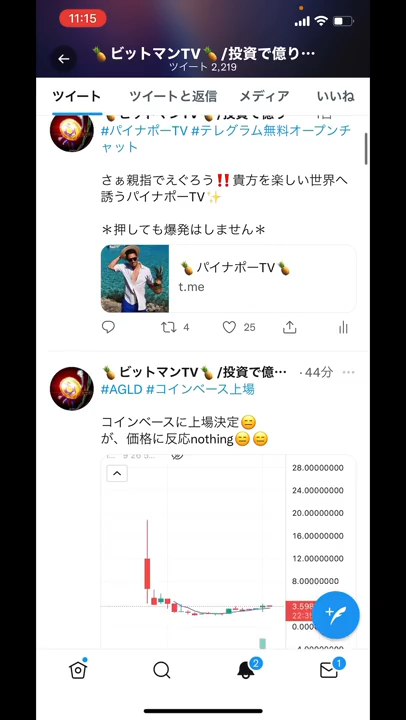 11:15
🍍ビットマンTV🍍/投資で億り…
ツイート 2,219
ツイート
ツイートと返信
メディア
いいね
#パイナポーTV #テレグラム無料オープンチ
ャット
さぁ親指でえぐろう‼️貴方を楽しい世界へ
誘うパイナポーTV✨
＊押しても爆発はしません＊
🍍パイナポーTV🍍
t.me
4
25
🍍ビットマンTV🍍/投資で億… ·44分
#AGLD #コインベース上場
コインベースに上場決定😑
が、価格に反応nothing😑😑
28.00000000
24.00000000
20.00000000
16.00000000
12.00000000
8.00000000
3.598
22:3
0.000
2
1